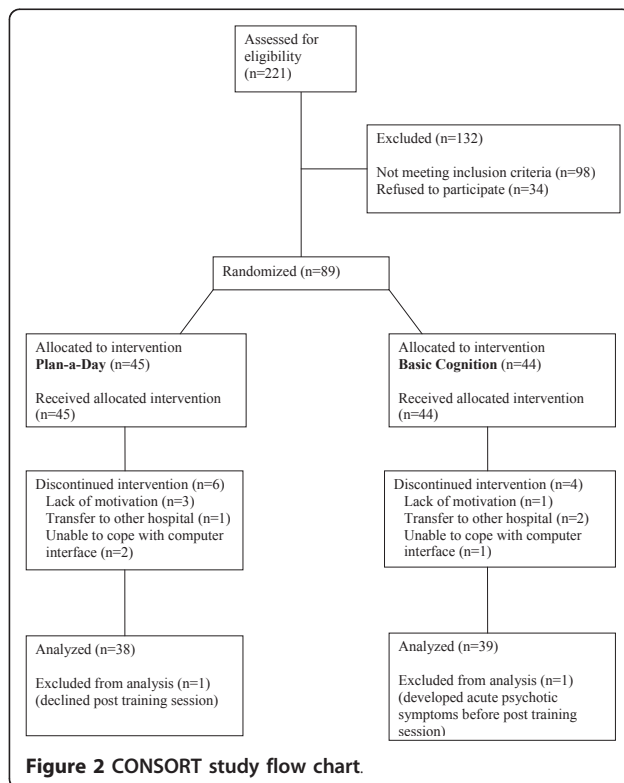 Assessed for
eligibility
(n=221)
Excluded (n=132)
Not meeting inclusion criteria (n=98)
Refused to participate (n=34)
Randomized (n=89)
Allocated to intervention
Plan-a-Day (n=45)
Received allocated intervention
(n=45)
Allocated to intervention
Basic Cognition (n=44)
Received allocated intervention
(n=44)
Discontinued intervention (n=6)
Lack of motivation (n=3)
Transfer to other hospital (n=1)
Unable to cope with computer
interface (n=2)
Discontinued intervention (n=4)
Lack of motivation (n=1)
Transfer to other hospital (n=2)
Unable to cope with computer
interface (n=1)
Analyzed (n=38)
Excluded from analysis (n=1)
(declined post training session)
Analyzed (n=39)
Excluded from analysis (n=1)
(developed acute psychotic
symptoms before post training
session)
Figure 2 CONSORT study flow chart.